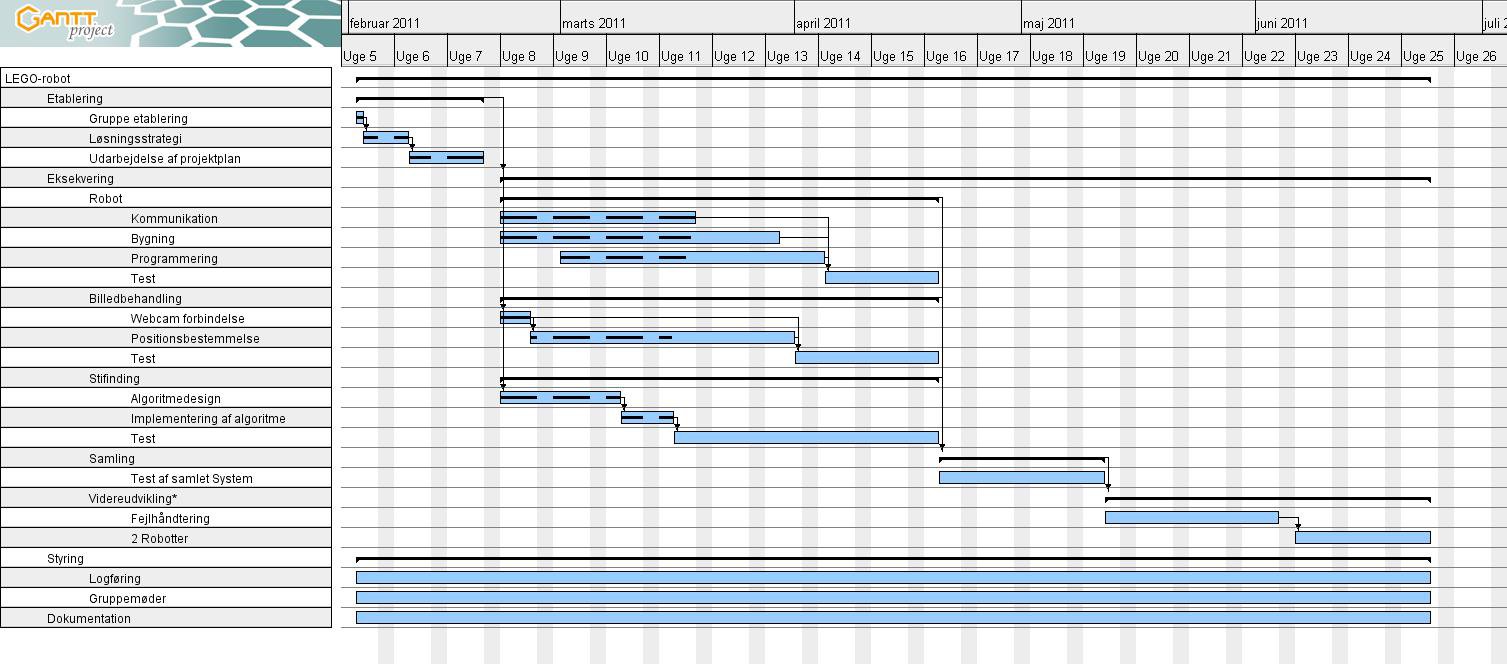 GANTT
project
februar 2011 marts 2011 april 2011 maj 2011 juni 2011 juli 2
Uge 5 Uge 6 Uge 7 Uge 8 Uge 9 Uge 10 Uge 11 Uge 12 Uge 13 Uge 14 Uge 15 Uge 16 Uge 17 Uge 18 Uge 19 Uge 20 Uge 21 Uge 22 Uge 23 Uge 24 Uge 25 Uge 26
LEGO-robot
Etablering
Gruppe etablering
Løsningsstrategi
Udarbejdelse af projektplan
Eksekvering
Robot
Kommunikation
Bygning
Programmering
Test
Billedbehandling
Webcam forbindelse
Positionsbestemmelse
Test
Stifinding
Algoritmedesign
Implementering af algoritme
Test
Samling
Test af samlet System
Videreudvikling*
Fejlhåndtering
2 Robotter
Styring
Logføring
Gruppemøder
Dokumentation